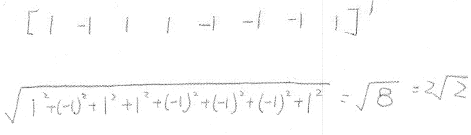 [ 1 -1 1 1 -1 -1 -1 1 ]'
√(1²+(-1)²+1²+1²+(-1)²+(-1)²+(-1)²+1²) = √8 = 2√2